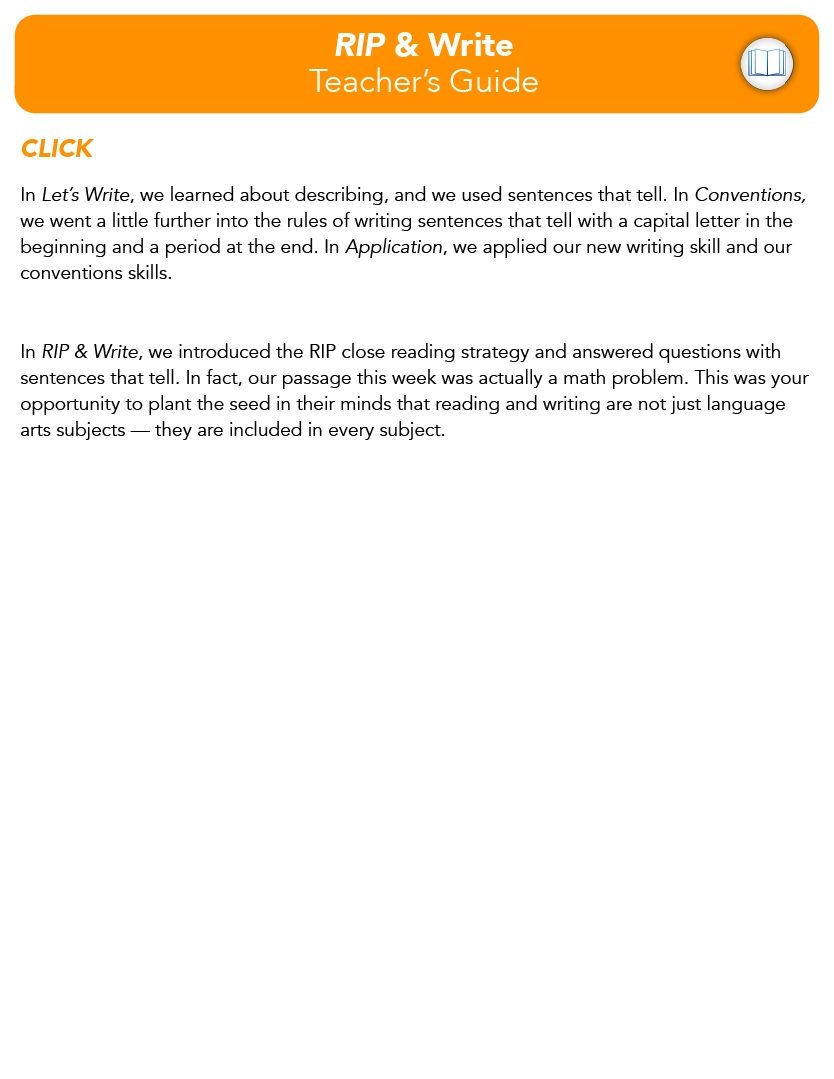 RIP & Write
Teacher’s Guide
CLICK
In Let’s Write, we learned about describing, and we used sentences that tell. In Conventions,
we went a little further into the rules of writing sentences that tell with a capital letter in the
beginning and a period at the end. In Application, we applied our new writing skill and our
conventions skills.
In RIP & Write, we introduced the RIP close reading strategy and answered questions with
sentences that tell. In fact, our passage this week was actually a math problem. This was your
opportunity to plant the seed in their minds that reading and writing are not just language
arts subjects — they are included in every subject.